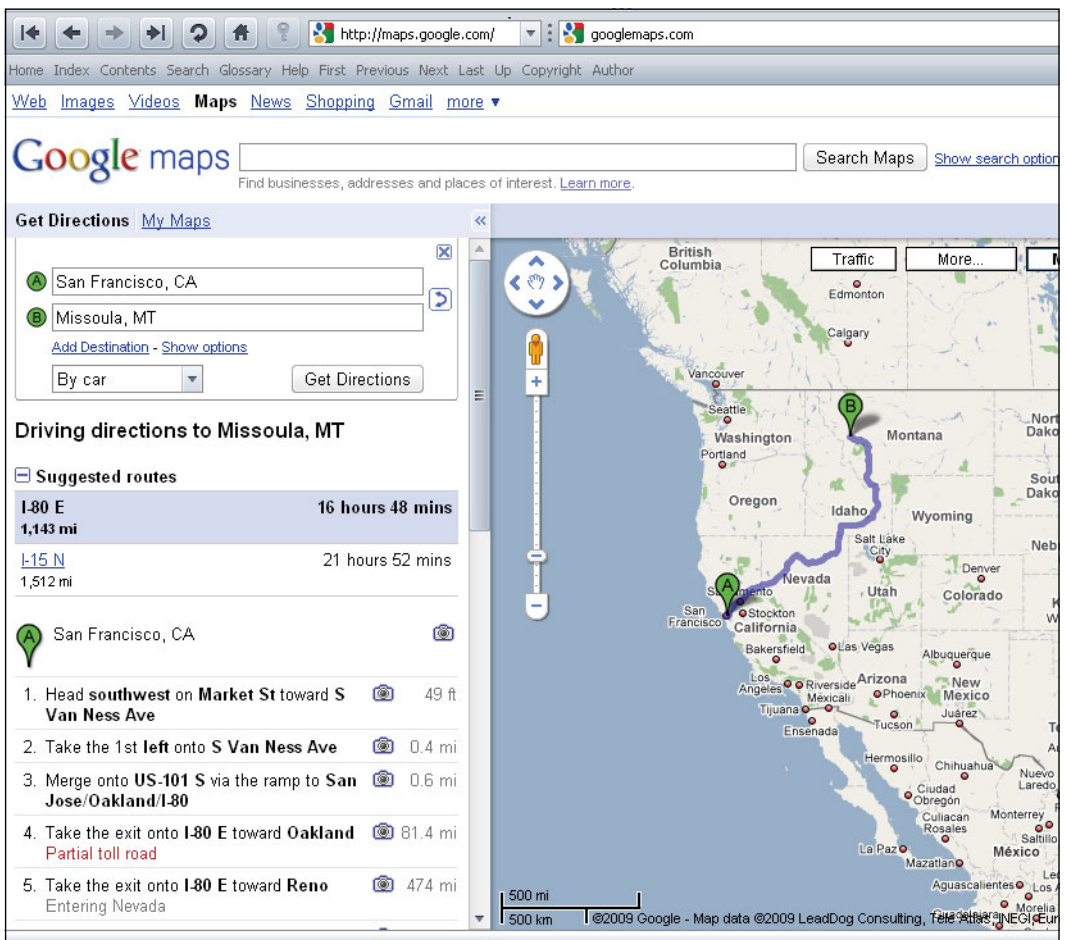 http://maps.google.com/
googlemaps.com
Home Index Contents Search Glossary Help First Previous Next Last Up Copyright Author
Web Images Videos Maps News Shopping Gmail more ▼
Google maps
Search Maps
Show search option
Find businesses, addresses and places of interest. Learn more.
Get Directions My Maps
«
A San Francisco, CA
B Missoula, MT
Add Destination - Show options
By car
Get Directions
Driving directions to Missoula, MT
Suggested routes
I-80 E 16 hours 48 mins
1,143 mi
I-15 N 21 hours 52 mins
1,512 mi
A San Francisco, CA
1. Head southwest on Market St toward S 49 ft
Van Ness Ave
2. Take the 1st left onto S Van Ness Ave 0.4 mi
3. Merge onto US-101 S via the ramp to San 0.6 mi
Jose/Oakland/I-80
4. Take the exit onto I-80 E toward Oakland 81.4 mi
Partial toll road
5. Take the exit onto I-80 E toward Reno 474 mi
Entering Nevada
British
Columbia
Traffic
More...
Edmonton
Calgary
Vancouver
Seattle
Washington
Portland
B
Montana
Nort
Dako
Oregon
Idaho
Wyoming
Sout
Dako
Salt Lake
City
Neb
Denver
Nevada
Utah
Colorado
A
San
Francisco
Stockton
California
Bakersfield
Las Vegas
Albuquerque
Los
Angeles
Riverside
Arizona
New
Mexico
Mexicali
Phoenix
Tijuana
Tucson
Juárez
Ensenada
Hermosillo
Chihuahua
Nuevo
Laredo
Ciudad
Obregón
Culiacan
Rosales
Monterrey
Saltillo
La Paz
México
Mazatlan
Aguascalientes
Morelia
500 mi
500 km
©2009 Google - Map data ©2009 LeadDog Consulting, Tele Atlas, INEGI, Eur